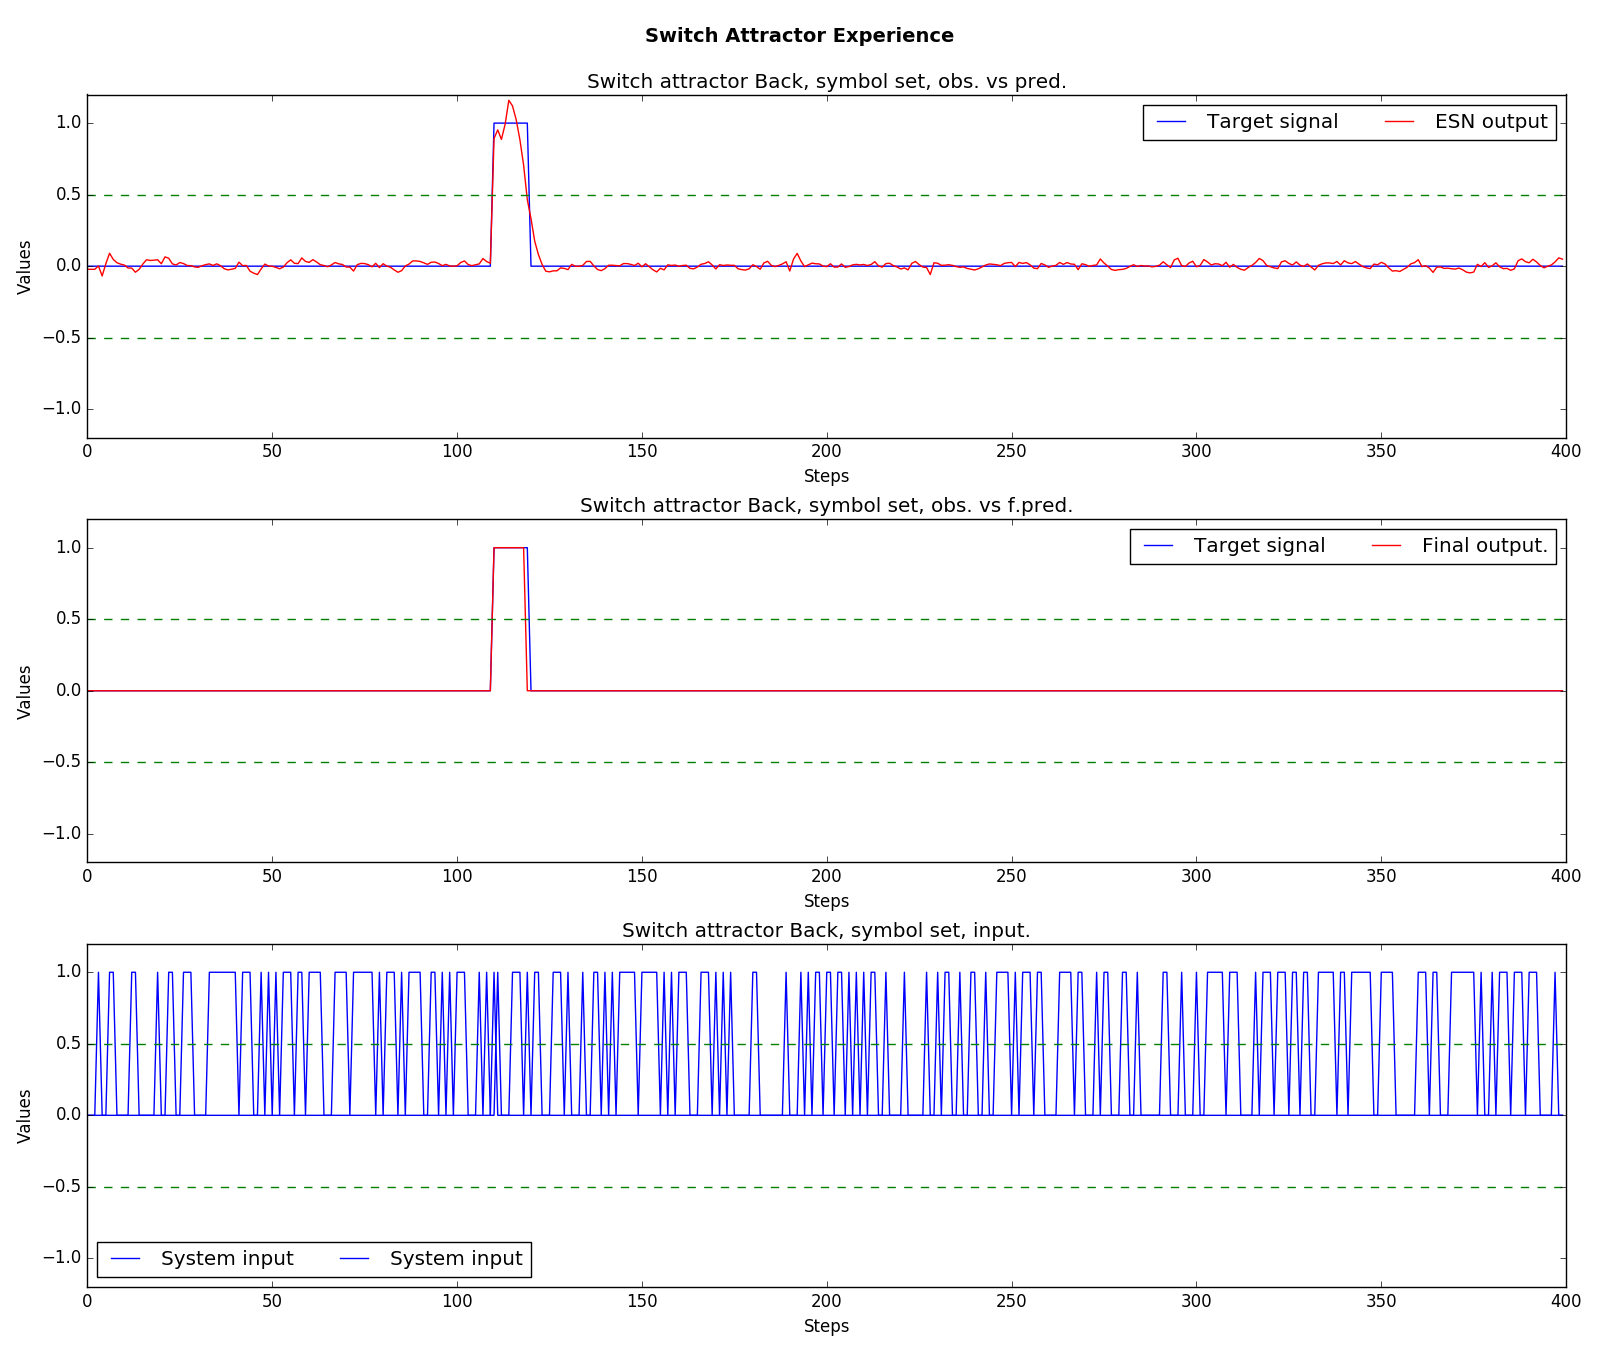 Switch Attractor Experience
Switch attractor Back, symbol set, obs. vs pred.
Target signal ESN output
1.0
0.5
0.0
−0.5
−1.0
Values
0 50 100 150 200 250 300 350 400
Steps
Switch attractor Back, symbol set, obs. vs f.pred.
Target signal Final output.
1.0
0.5
0.0
−0.5
−1.0
Values
0 50 100 150 200 250 300 350 400
Steps
Switch attractor Back, symbol set, input.
1.0
0.5
0.0
−0.5
−1.0
Values
System input System input
0 50 100 150 200 250 300 350 400
Steps